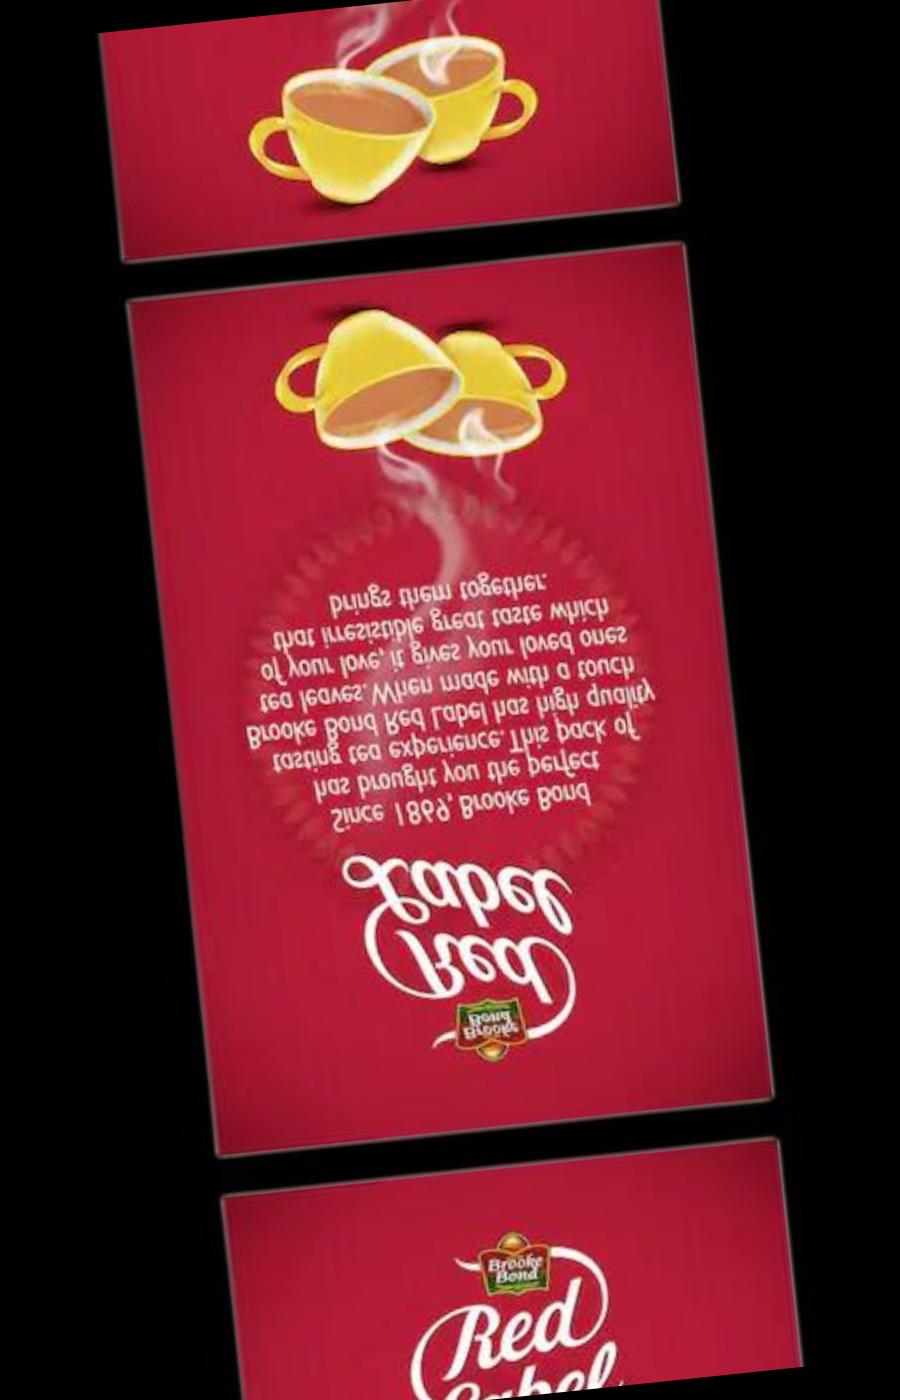 Brooke
Bond
Red
Label
Since 1869, Brooke Bond
has brought you the perfect
tasting tea experience. This pack of
Brooke Bond Red Label has high quality
tea leaves. When made with a touch
of your love, it gives your loved ones
that irresistible great taste which
brings them together.
Brooke
Bond
Red
Label